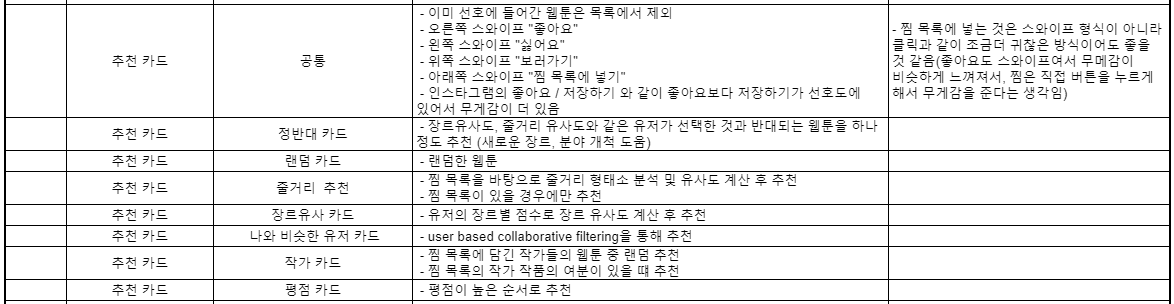 - 이미 선호에 들어간 웹툰은 목록에서 제외
- 오른쪽 스와이프 "좋아요"
- 왼쪽 스와이프 "싫어요"
추천 카드
공통
- 위쪽 스와이프 "보러가기"
- 아래쪽 스와이프 "찜 목록에 넣기"
- 인스타그램의 좋아요 / 저장하기 와 같이 좋아요보다 저장하기가 선호도에
있어서 무게감이 더 있음
- 찜 목록에 넣는 것은 스와이프 형식이 아니라
클릭과 같이 조금더 귀찮은 방식이어도 좋을
것 같음(좋아요도 스와이프여서 무메감이
비슷하게 느껴져서, 찜은 직접 버튼을 누르게
해서 무게감을 준다는 생각임)
추천 카드
정반대 카드
- 장르유사도, 줄거리 유사도와 같은 유저가 선택한 것과 반대되는 웹툰을 하나
정도 추천 (새로운 장르, 분야 개척 도움)
추천 카드
랜덤 카드
- 랜덤한 웹툰
추천 카드
줄거리 추천
- 찜 목록을 바탕으로 줄거리 형태소 분석 및 유사도 계산 후 추천
- 찜 목록이 있을 경우에만 추천
추천 카드
장르유사 카드
- 유저의 장르별 점수로 장르 유사도 계산 후 추천
추천 카드
나와 비슷한 유저 카드
- user based collaborative filtering을 통해 추천
추천 카드
작가 카드
- 찜 목록에 담긴 작가들의 웹툰 중 랜덤 추천
- 찜 목록의 작가 작품의 여분이 있을 떄 추천
추천 카드
평점 카드
- 평점이 높은 순서로 추천